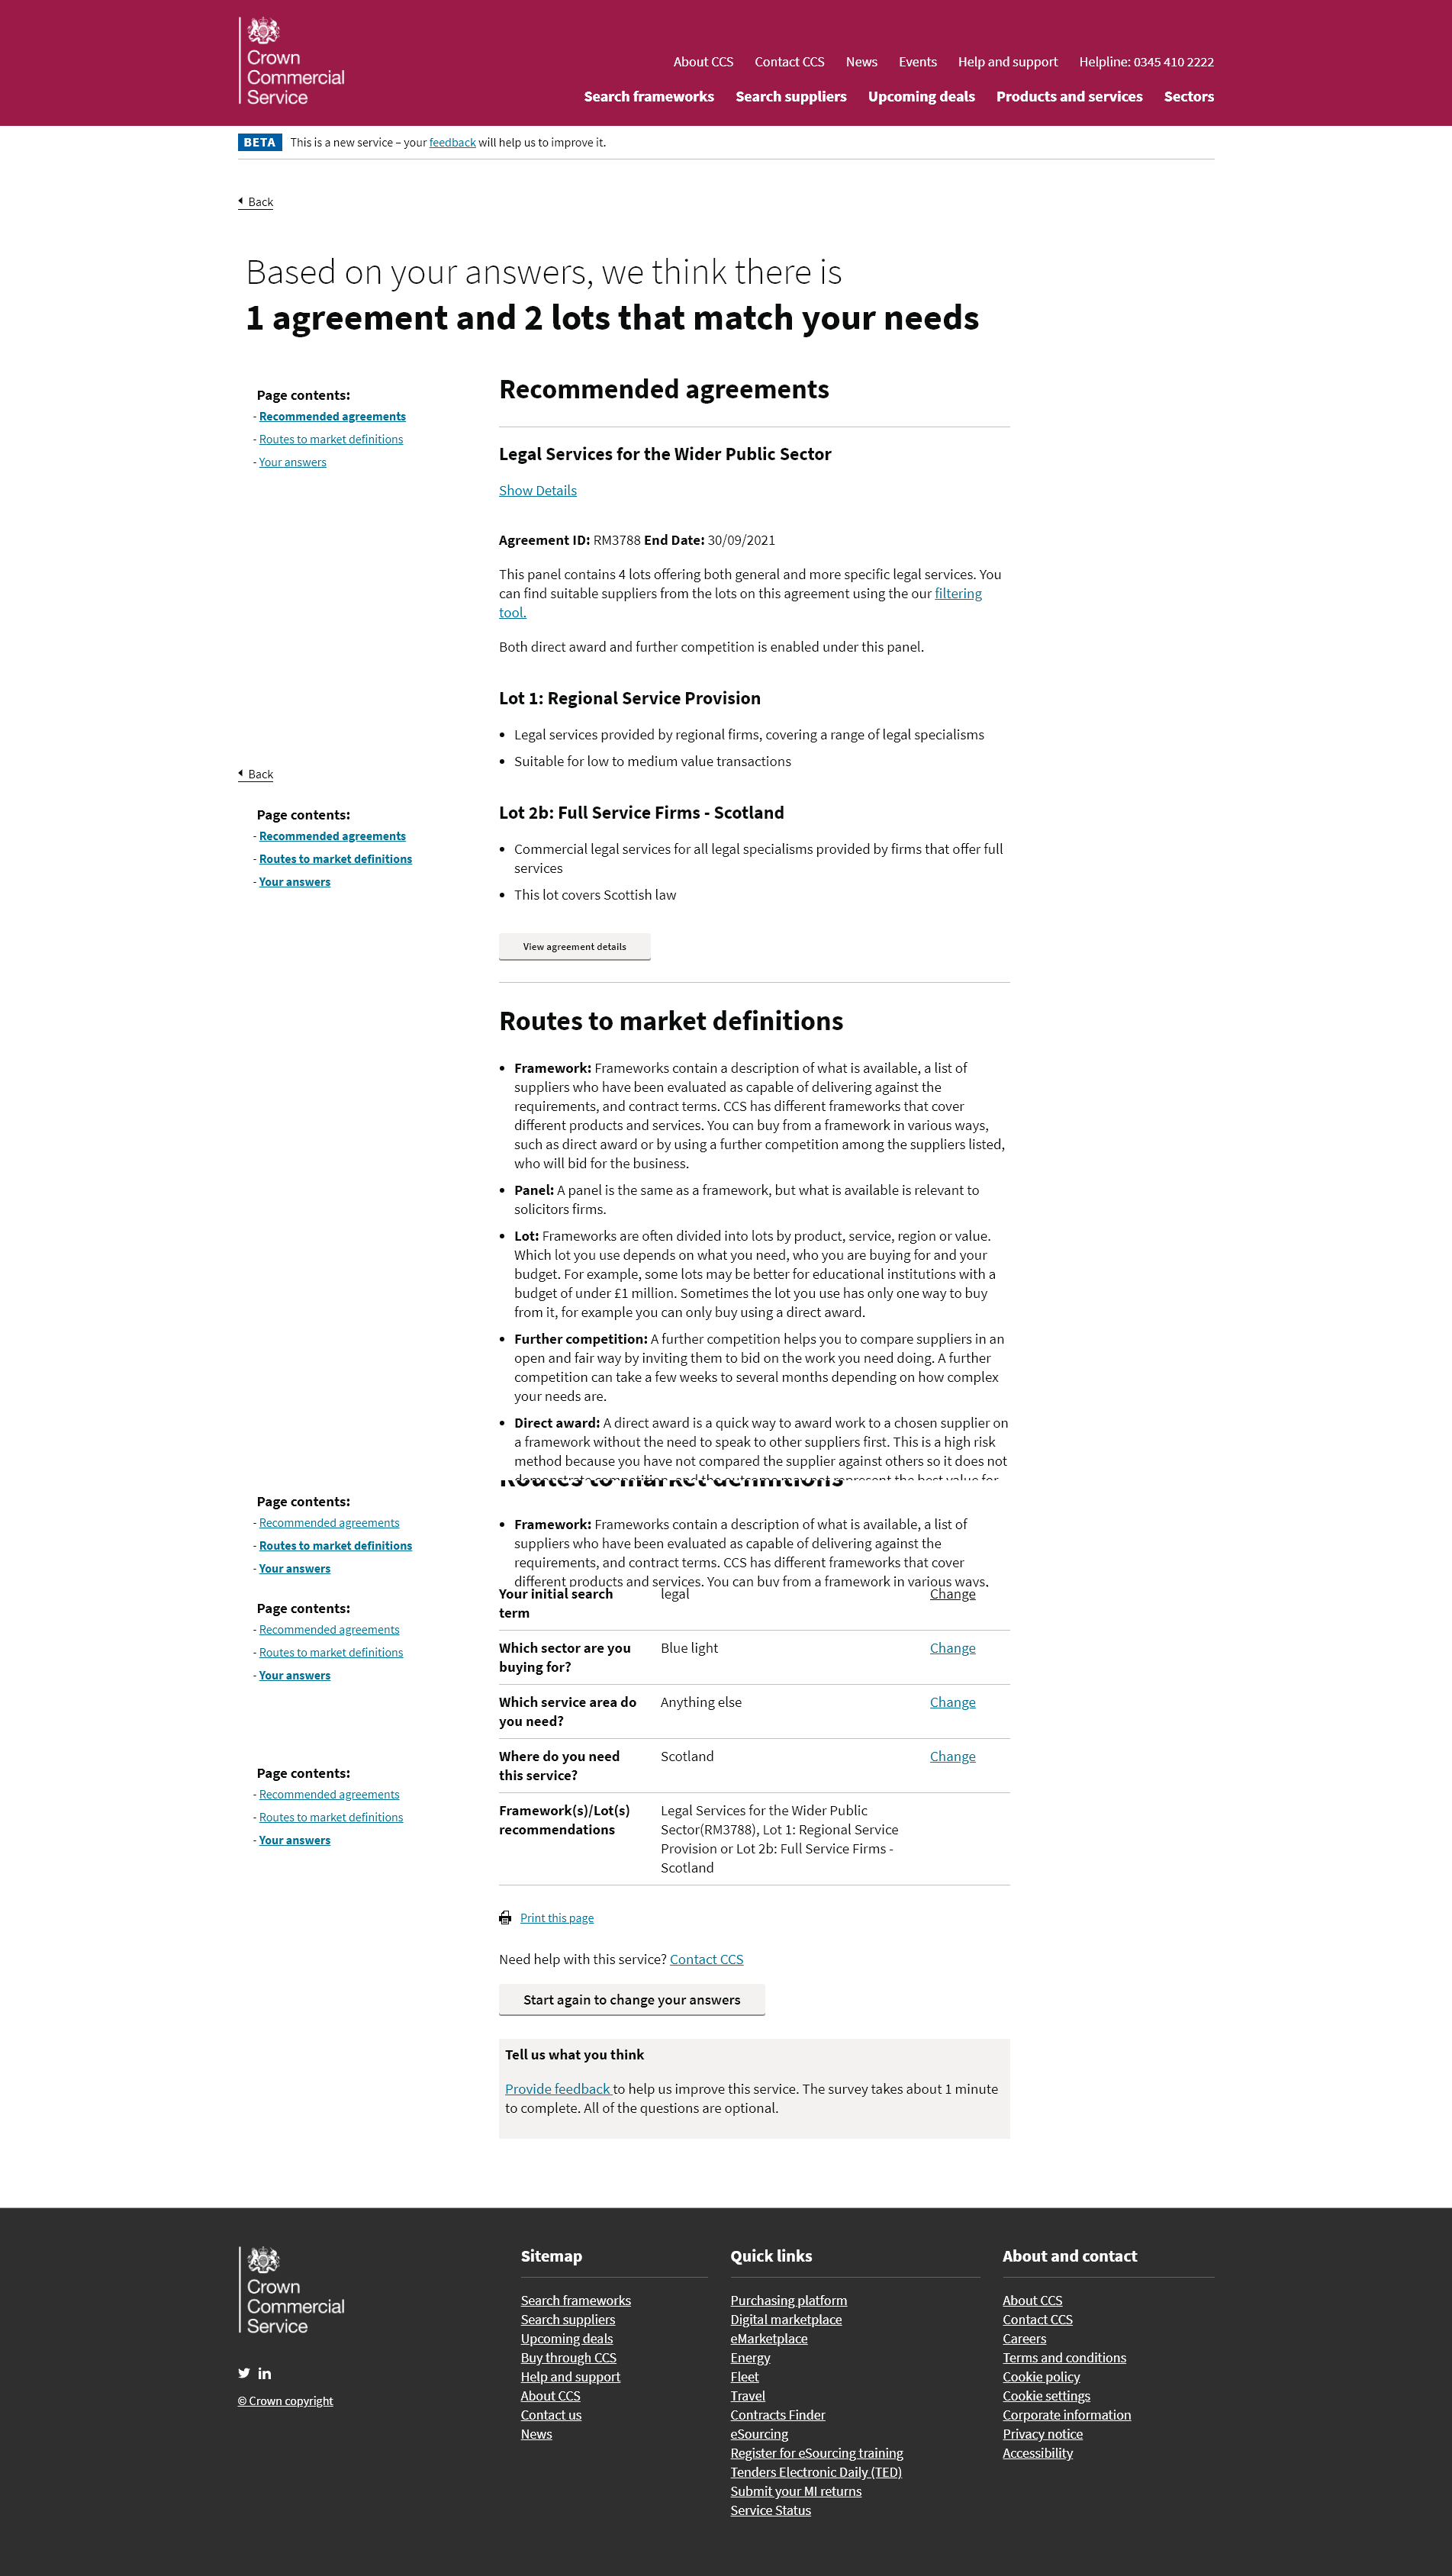 Crown
Commercial
Service
About CCS
Contact CCS
News
Events
Help and support
Helpline: 0345 410 2222
Search frameworks
Search suppliers
Upcoming deals
Products and services
Sectors
BETA
This is a new service – your feedback will help us to improve it.
Back
Based on your answers, we think there is
1 agreement and 2 lots that match your needs
Page contents:
- Recommended agreements
- Routes to market definitions
- Your answers
Recommended agreements
Legal Services for the Wider Public Sector
Show Details
Agreement ID: RM3788 End Date: 30/09/2021
This panel contains 4 lots offering both general and more specific legal services. You
can find suitable suppliers from the lots on this agreement using the our filtering
tool.
Both direct award and further competition is enabled under this panel.
Lot 1: Regional Service Provision
• Legal services provided by regional firms, covering a range of legal specialisms
• Suitable for low to medium value transactions
Back
Page contents:
- Recommended agreements
- Routes to market definitions
- Your answers
Lot 2b: Full Service Firms - Scotland
• Commercial legal services for all legal specialisms provided by firms that offer full
services
• This lot covers Scottish law
View agreement details
Routes to market definitions
• Framework: Frameworks contain a description of what is available, a list of
suppliers who have been evaluated as capable of delivering against the
requirements, and contract terms. CCS has different frameworks that cover
different products and services. You can buy from a framework in various ways,
such as direct award or by using a further competition among the suppliers listed,
who will bid for the business.
• Panel: A panel is the same as a framework, but what is available is relevant to
solicitors firms.
• Lot: Frameworks are often divided into lots by product, service, region or value.
Which lot you use depends on what you need, who you are buying for and your
budget. For example, some lots may be better for educational institutions with a
budget of under £1 million. Sometimes the lot you use has only one way to buy
from it, for example you can only buy using a direct award.
• Further competition: A further competition helps you to compare suppliers in an
open and fair way by inviting them to bid on the work you need doing. A further
competition can take a few weeks to several months depending on how complex
your needs are.
• Direct award: A direct award is a quick way to award work to a chosen supplier on
a framework without the need to speak to other suppliers first. This is a high risk
method because you have not compared the supplier against others so it does not
demonstrate competition, and the outcome may not represent the best value for
Routes to market definitions
Page contents:
- Recommended agreements
- Routes to market definitions
- Your answers
• Framework: Frameworks contain a description of what is available, a list of
suppliers who have been evaluated as capable of delivering against the
requirements, and contract terms. CCS has different frameworks that cover
different products and services. You can buy from a framework in various ways,
Page contents:
- Recommended agreements
- Routes to market definitions
- Your answers
Your initial search
term
legal
Change
Which sector are you
buying for?
Blue light
Change
Which service area do
you need?
Anything else
Change
Where do you need
this service?
Scotland
Change
Page contents:
- Recommended agreements
- Routes to market definitions
- Your answers
Framework(s)/Lot(s)
recommendations
Legal Services for the Wider Public
Sector(RM3788), Lot 1: Regional Service
Provision or Lot 2b: Full Service Firms -
Scotland
Print this page
Need help with this service? Contact CCS
Start again to change your answers
Tell us what you think
Provide feedback to help us improve this service. The survey takes about 1 minute
to complete. All of the questions are optional.
Crown
Commercial
Service
© Crown copyright
Sitemap
Search frameworks
Search suppliers
Upcoming deals
Buy through CCS
Help and support
About CCS
Contact us
News
Quick links
Purchasing platform
Digital marketplace
eMarketplace
Energy
Fleet
Travel
Contracts Finder
eSourcing
Register for eSourcing training
Tenders Electronic Daily (TED)
Submit your MI returns
Service Status
About and contact
About CCS
Contact CCS
Careers
Terms and conditions
Cookie policy
Cookie settings
Corporate information
Privacy notice
Accessibility